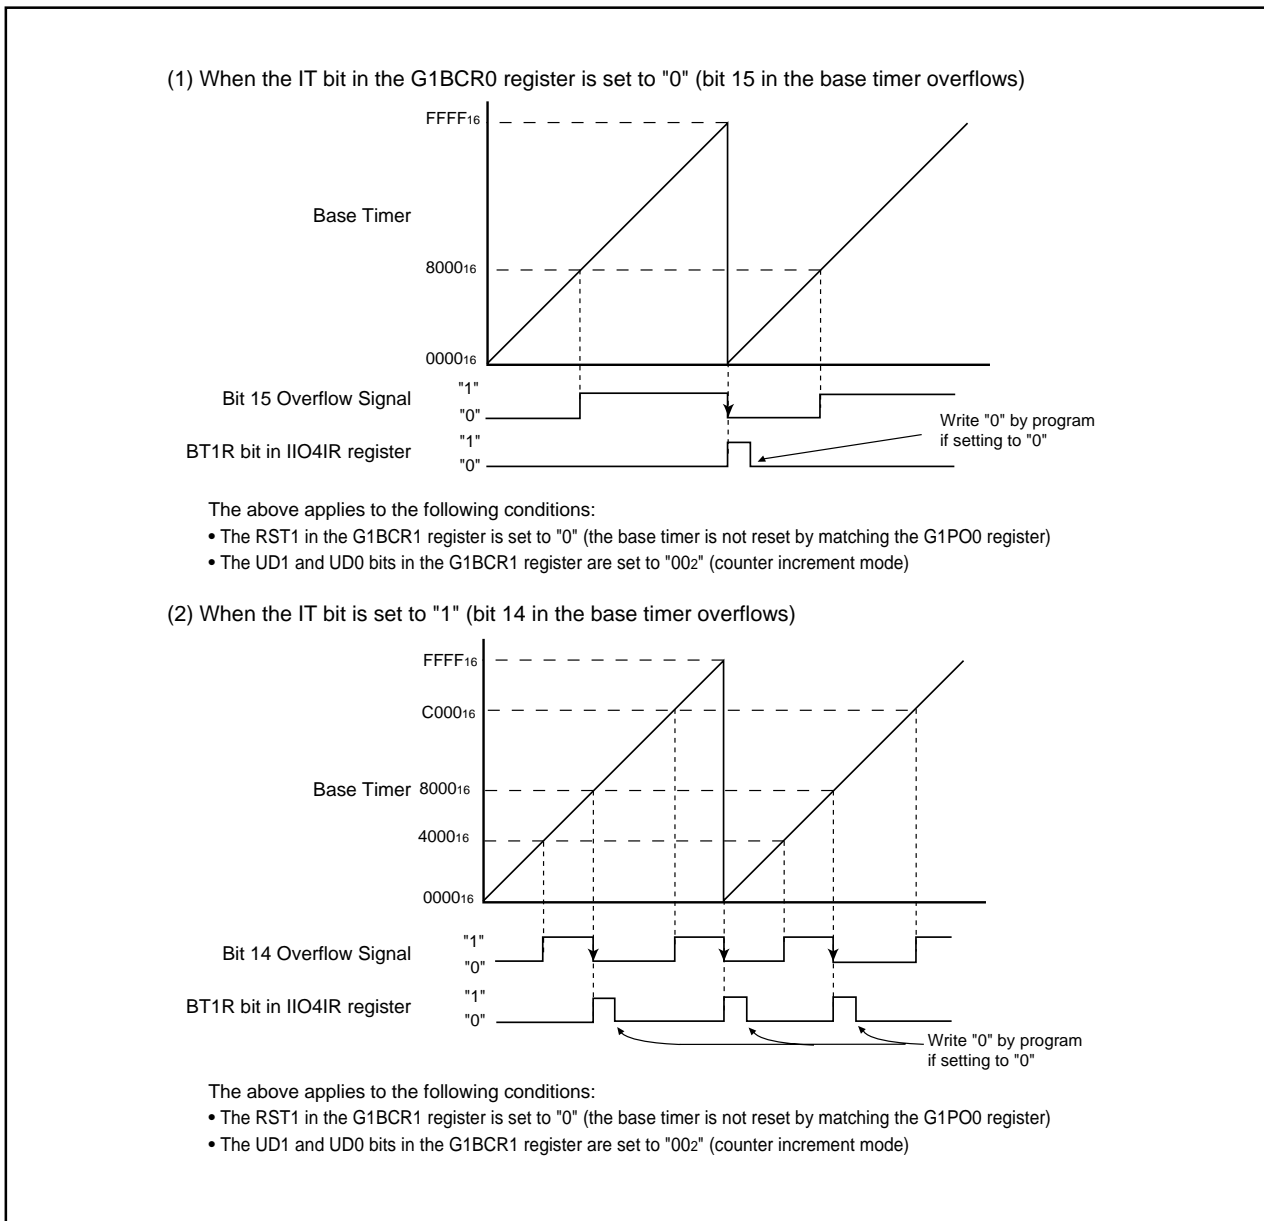 (1) When the IT bit in the G1BCR0 register is set to "0" (bit 15 in the base timer overflows)
FFFF16
Base Timer
800016
000016
Bit 15 Overflow Signal
"1"
"0"
BT1R bit in IIO4IR register
"1"
"0"
Write "0" by program
if setting to "0"
The above applies to the following conditions:
• The RST1 in the G1BCR1 register is set to "0" (the base timer is not reset by matching the G1PO0 register)
• The UD1 and UD0 bits in the G1BCR1 register are set to "002" (counter increment mode)
(2) When the IT bit is set to "1" (bit 14 in the base timer overflows)
FFFF16
C00016
Base Timer
800016
400016
000016
Bit 14 Overflow Signal
"1"
"0"
BT1R bit in IIO4IR register
"1"
"0"
Write "0" by program
if setting to "0"
The above applies to the following conditions:
• The RST1 in the G1BCR1 register is set to "0" (the base timer is not reset by matching the G1PO0 register)
• The UD1 and UD0 bits in the G1BCR1 register are set to "002" (counter increment mode)